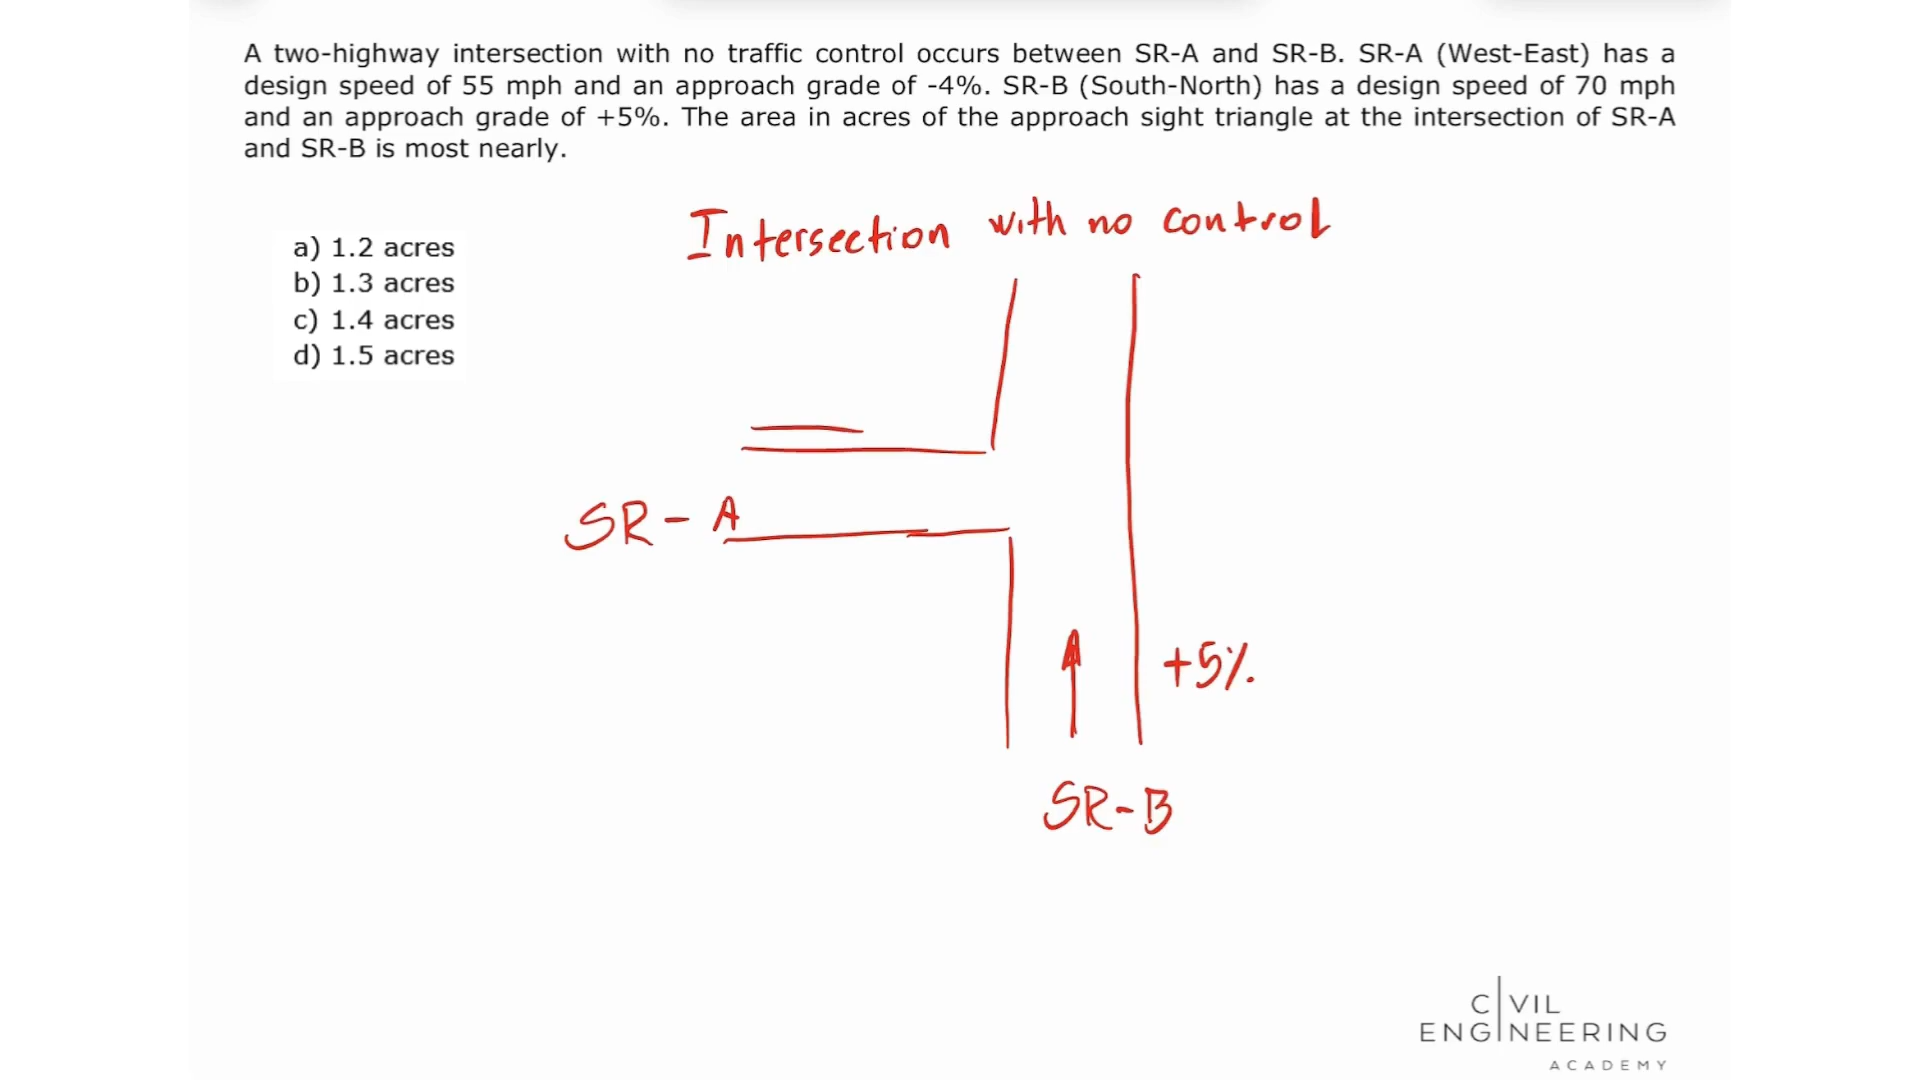 A two-highway intersection with no traffic control occurs between SR-A and SR-B. SR-A (West-East) has a
design speed of 55 mph and an approach grade of -4%. SR-B (South-North) has a design speed of 70 mph
and an approach grade of +5%. The area in acres of the approach sight triangle at the intersection of SR-A
and SR-B is most nearly.
Intersection with no control
a) 1.2 acres
b) 1.3 acres
c) 1.4 acres
d) 1.5 acres
SR-A
+5%
SR-B
CIVIL
ENGINEERING
ACADEMY